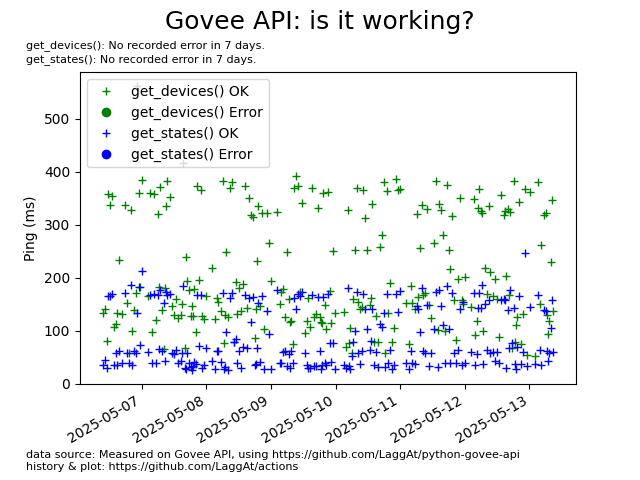 Govee API: is it working?
get_devices(): No recorded error in 7 days.
get_states(): No recorded error in 7 days.
get_devices() OK
get_devices() Error
get_states() OK
get_states() Error
Ping (ms)
500
400
300
200
100
0
2025-05-07
2025-05-08
2025-05-09
2025-05-10
2025-05-11
2025-05-12
2025-05-13
data source: Measured on Govee API, using https://github.com/LaggAt/python-govee-api
history & plot: https://github.com/LaggAt/actions